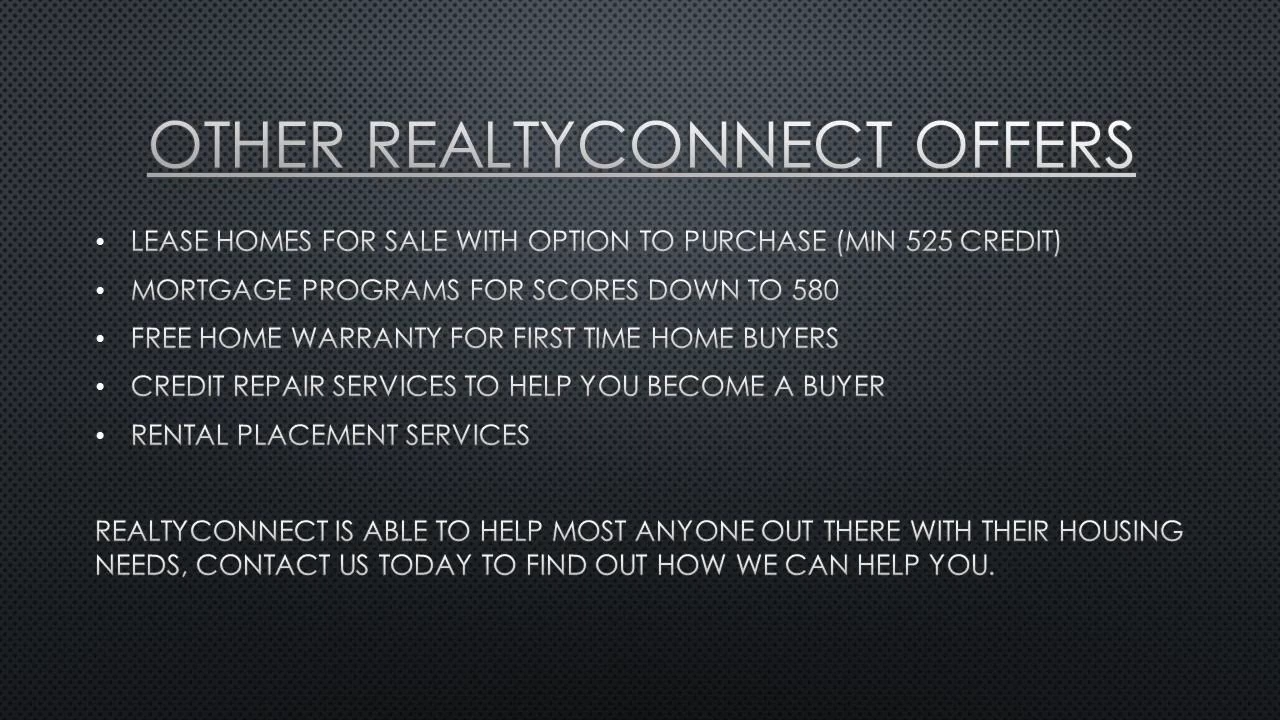 OTHER REALTYCONNECT OFFERS
• LEASE HOMES FOR SALE WITH OPTION TO PURCHASE (MIN 525 CREDIT)
• MORTGAGE PROGRAMS FOR SCORES DOWN TO 580
• FREE HOME WARRANTY FOR FIRST TIME HOME BUYERS
• CREDIT REPAIR SERVICES TO HELP YOU BECOME A BUYER
• RENTAL PLACEMENT SERVICES
REALTYCONNECT IS ABLE TO HELP MOST ANYONE OUT THERE WITH THEIR HOUSING
NEEDS, CONTACT US TODAY TO FIND OUT HOW WE CAN HELP YOU.